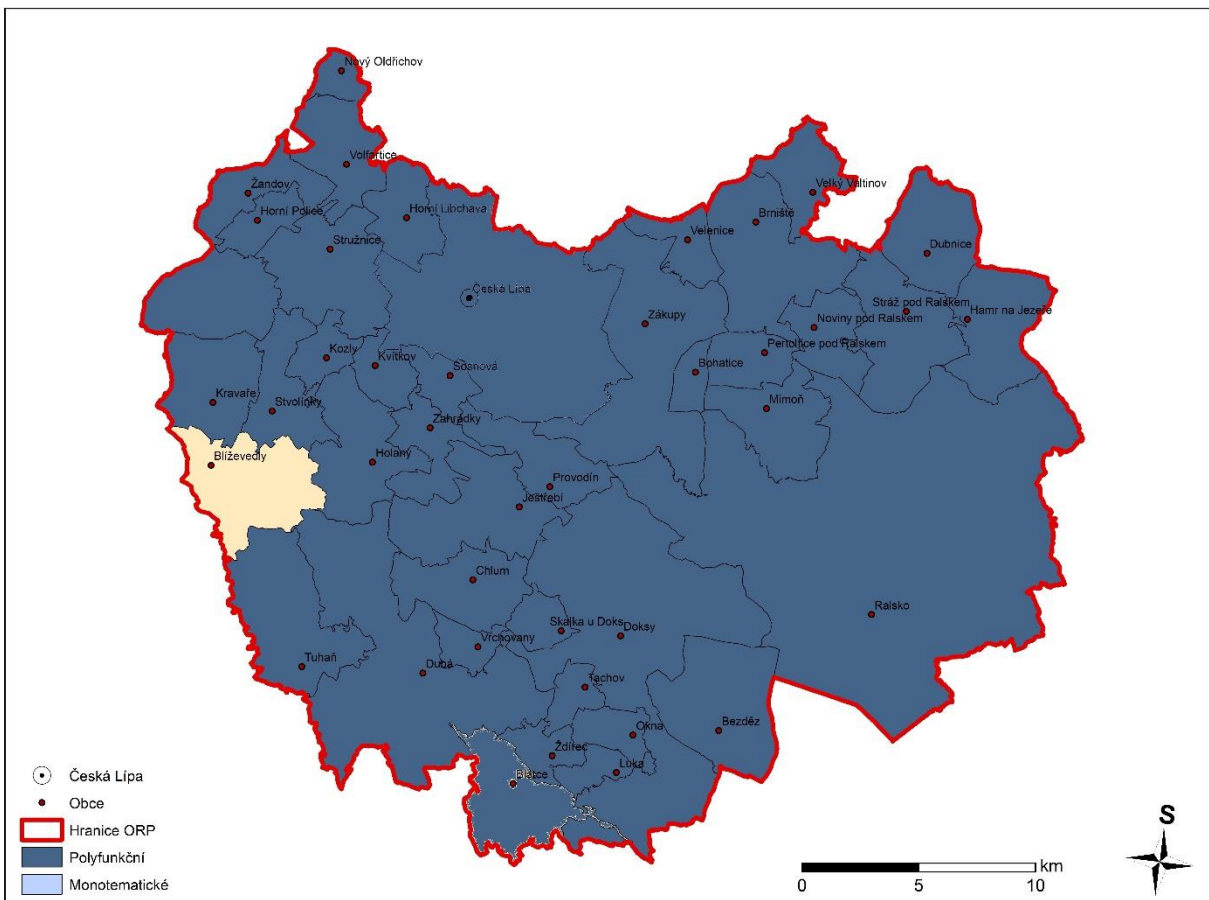 Nový Oldřichov
Volfartice
Žandov
Horní Police
Horní Libchava
Stružnice
Velký Valtinov
Brniště
Velenice
Dubnice
Česká Lípa
Zákupy
Stráž pod Ralskem
Hamr na Jezeře
Noviny pod Ralskem
Pertoltice pod Ralskem
Kozly
Kvítkov
Sosnová
Bohatice
Kravaře
Stvolínky
Mimoň
Zahrádky
Blíževedly
Holany
Provodín
Jestřebí
Chlum
Ralsko
Skalka u Doks
Doksy
Vrchovany
Tuhaň
Dubá
Tachov
Okna
Bezděz
Ždírec
Luka
Blatce
Česká Lípa
Obce
Hranice ORP
Polyfunkční
Monotematické
S
km
0 5 10